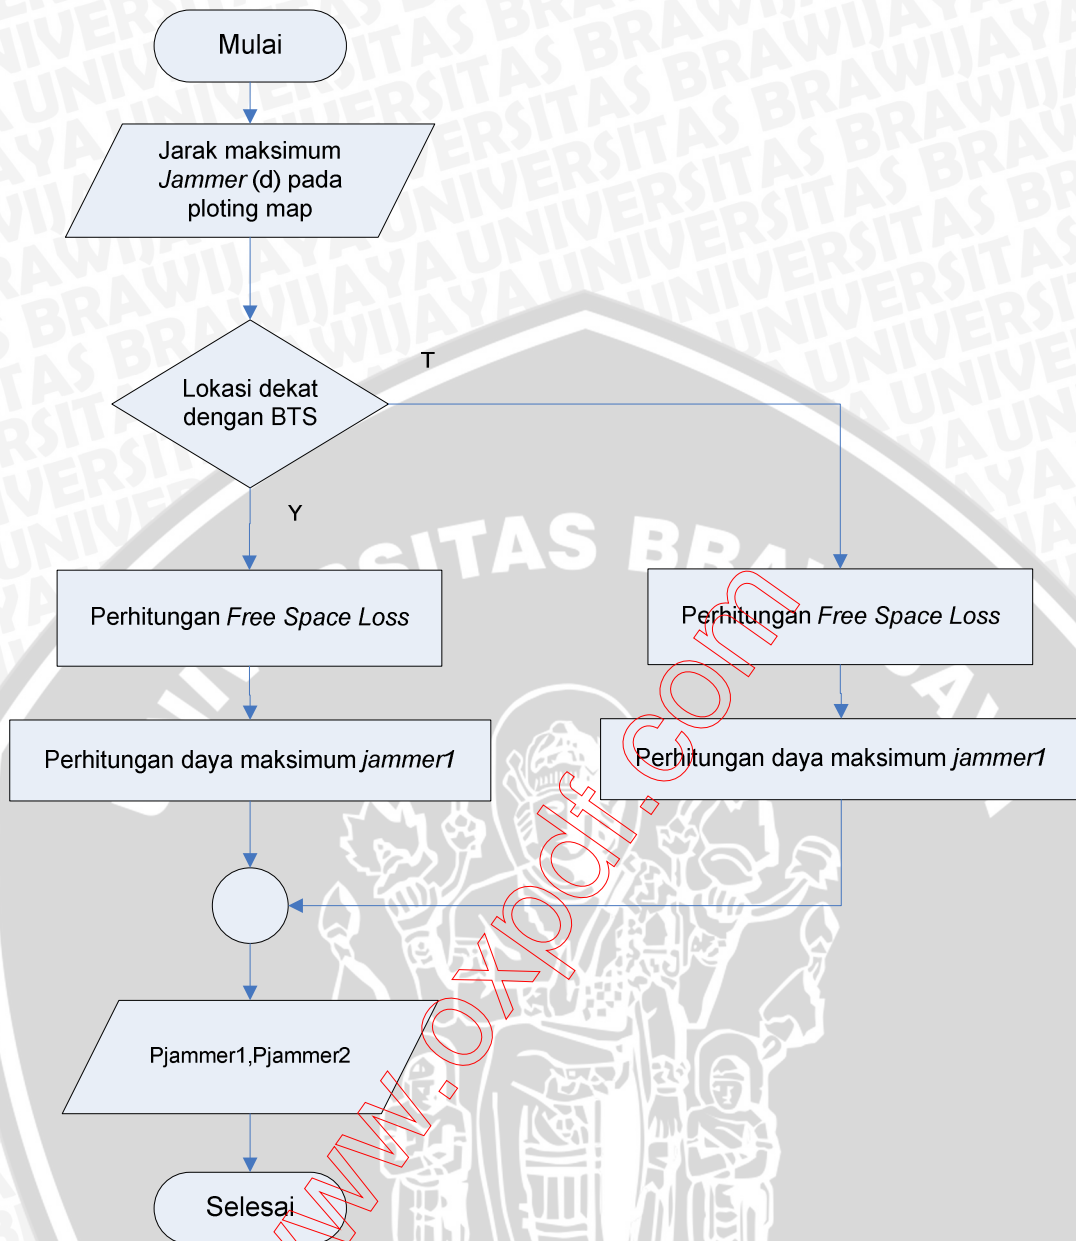 Mulai
Jarak maksimum
Jammer (d) pada
ploting map
Lokasi dekat
dengan BTS
T
Y
Perhitungan Free Space Loss
Perhitungan Free Space Loss
Perhitungan daya maksimum jammer1
Perhitungan daya maksimum jammer1
Pjammer1,Pjammer2
Selesai
www.oxpdf.com